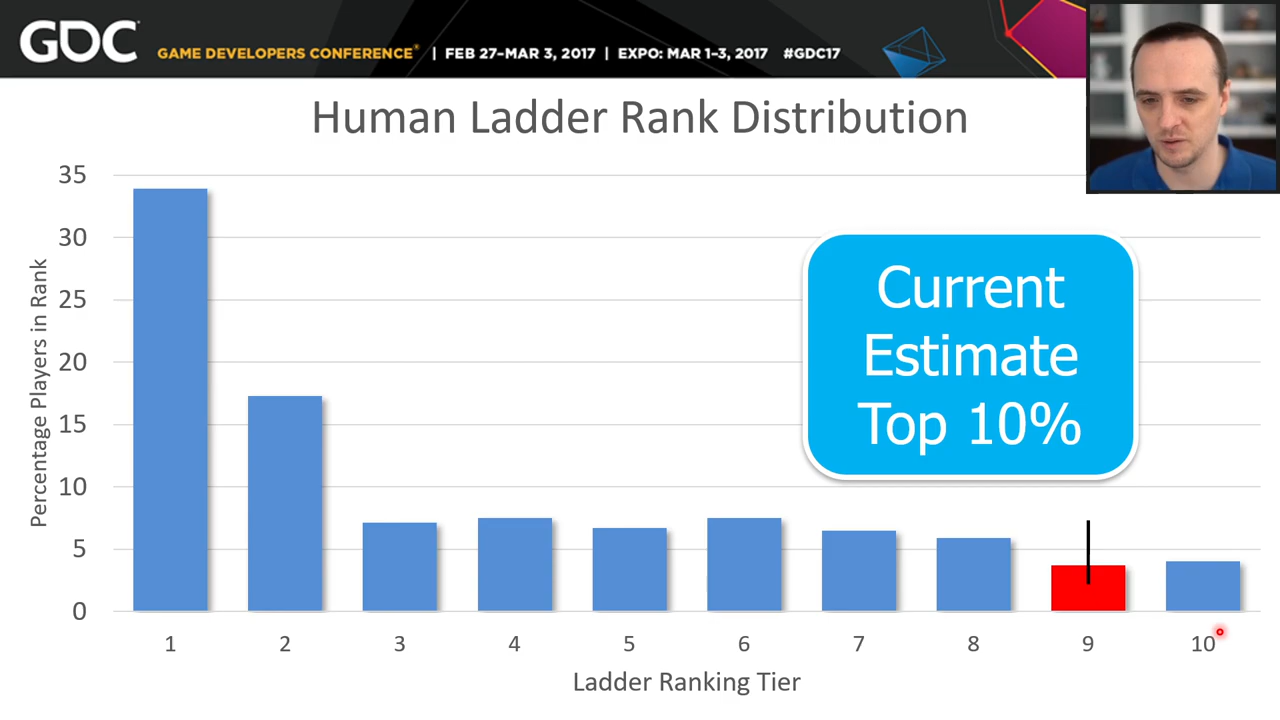 GDC GAME DEVELOPERS CONFERENCE® | FEB 27–MAR 3, 2017 | EXPO: MAR 1–3, 2017 #GDC17
Human Ladder Rank Distribution
Percentage Players in Rank
35
30
25
20
15
10
5
0
Current
Estimate
Top 10%
1 2 3 4 5 6 7 8 9 10
Ladder Ranking Tier